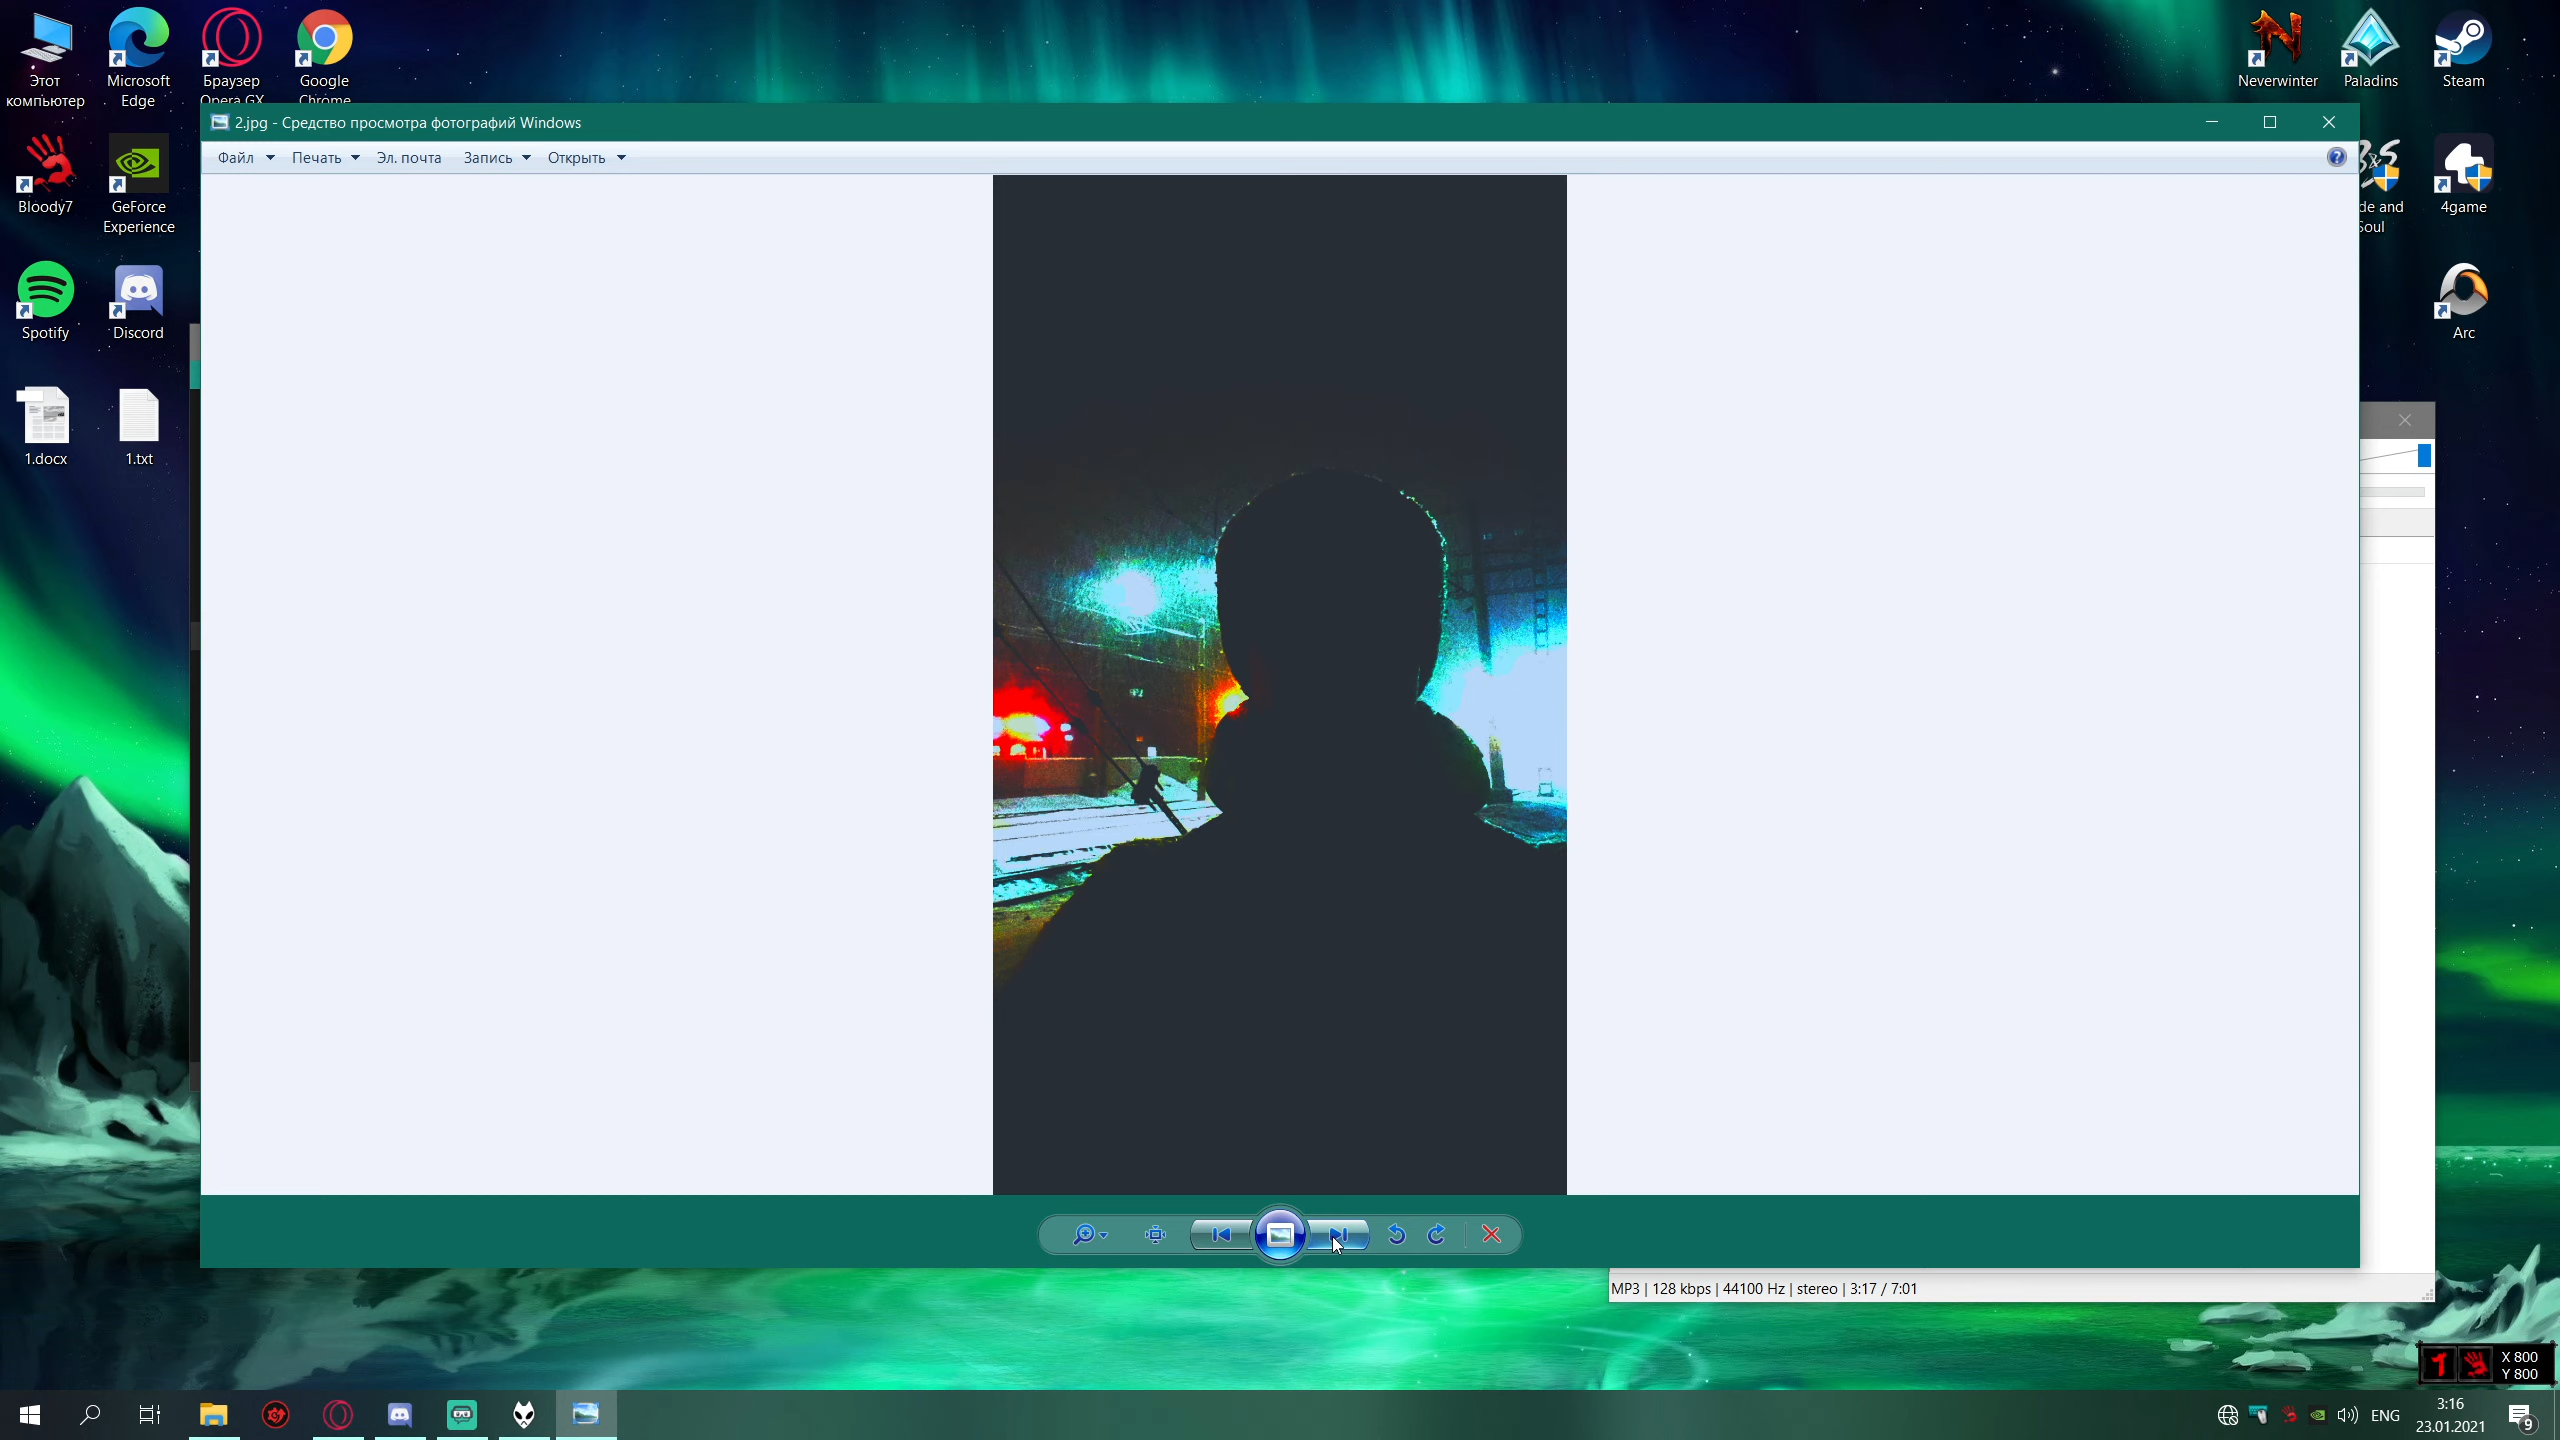 Этот
компьютер
Microsoft
Edge
Браузер
Opera GX
Google
Chrome
Neverwinter
Paladins
Steam
2.jpg - Средство просмотра фотографий Windows
Файл Печать Эл. почта Запись Открыть
Bloody7
GeForce
Experience
de and
Soul
4game
Spotify
Discord
Arc
1.docx
1.txt
MP3 | 128 kbps | 44100 Hz | stereo | 3:17 / 7:01
X 800
Y 800
ENG
3:16
23.01.2021
9